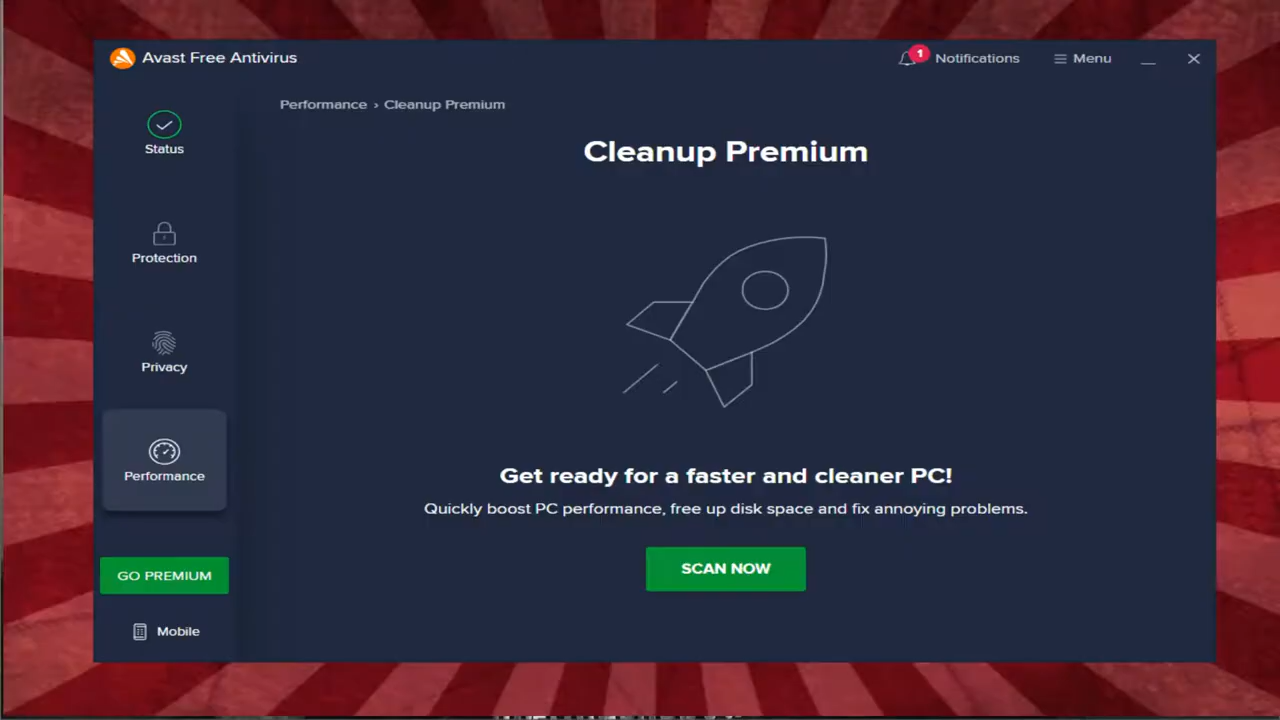 Avast Free Antivirus
1
Notifications
Menu
Status
Protection
Privacy
Performance
GO PREMIUM
Mobile
Performance › Cleanup Premium
Cleanup Premium
Get ready for a faster and cleaner PC!
Quickly boost PC performance, free up disk space and fix annoying problems.
SCAN NOW